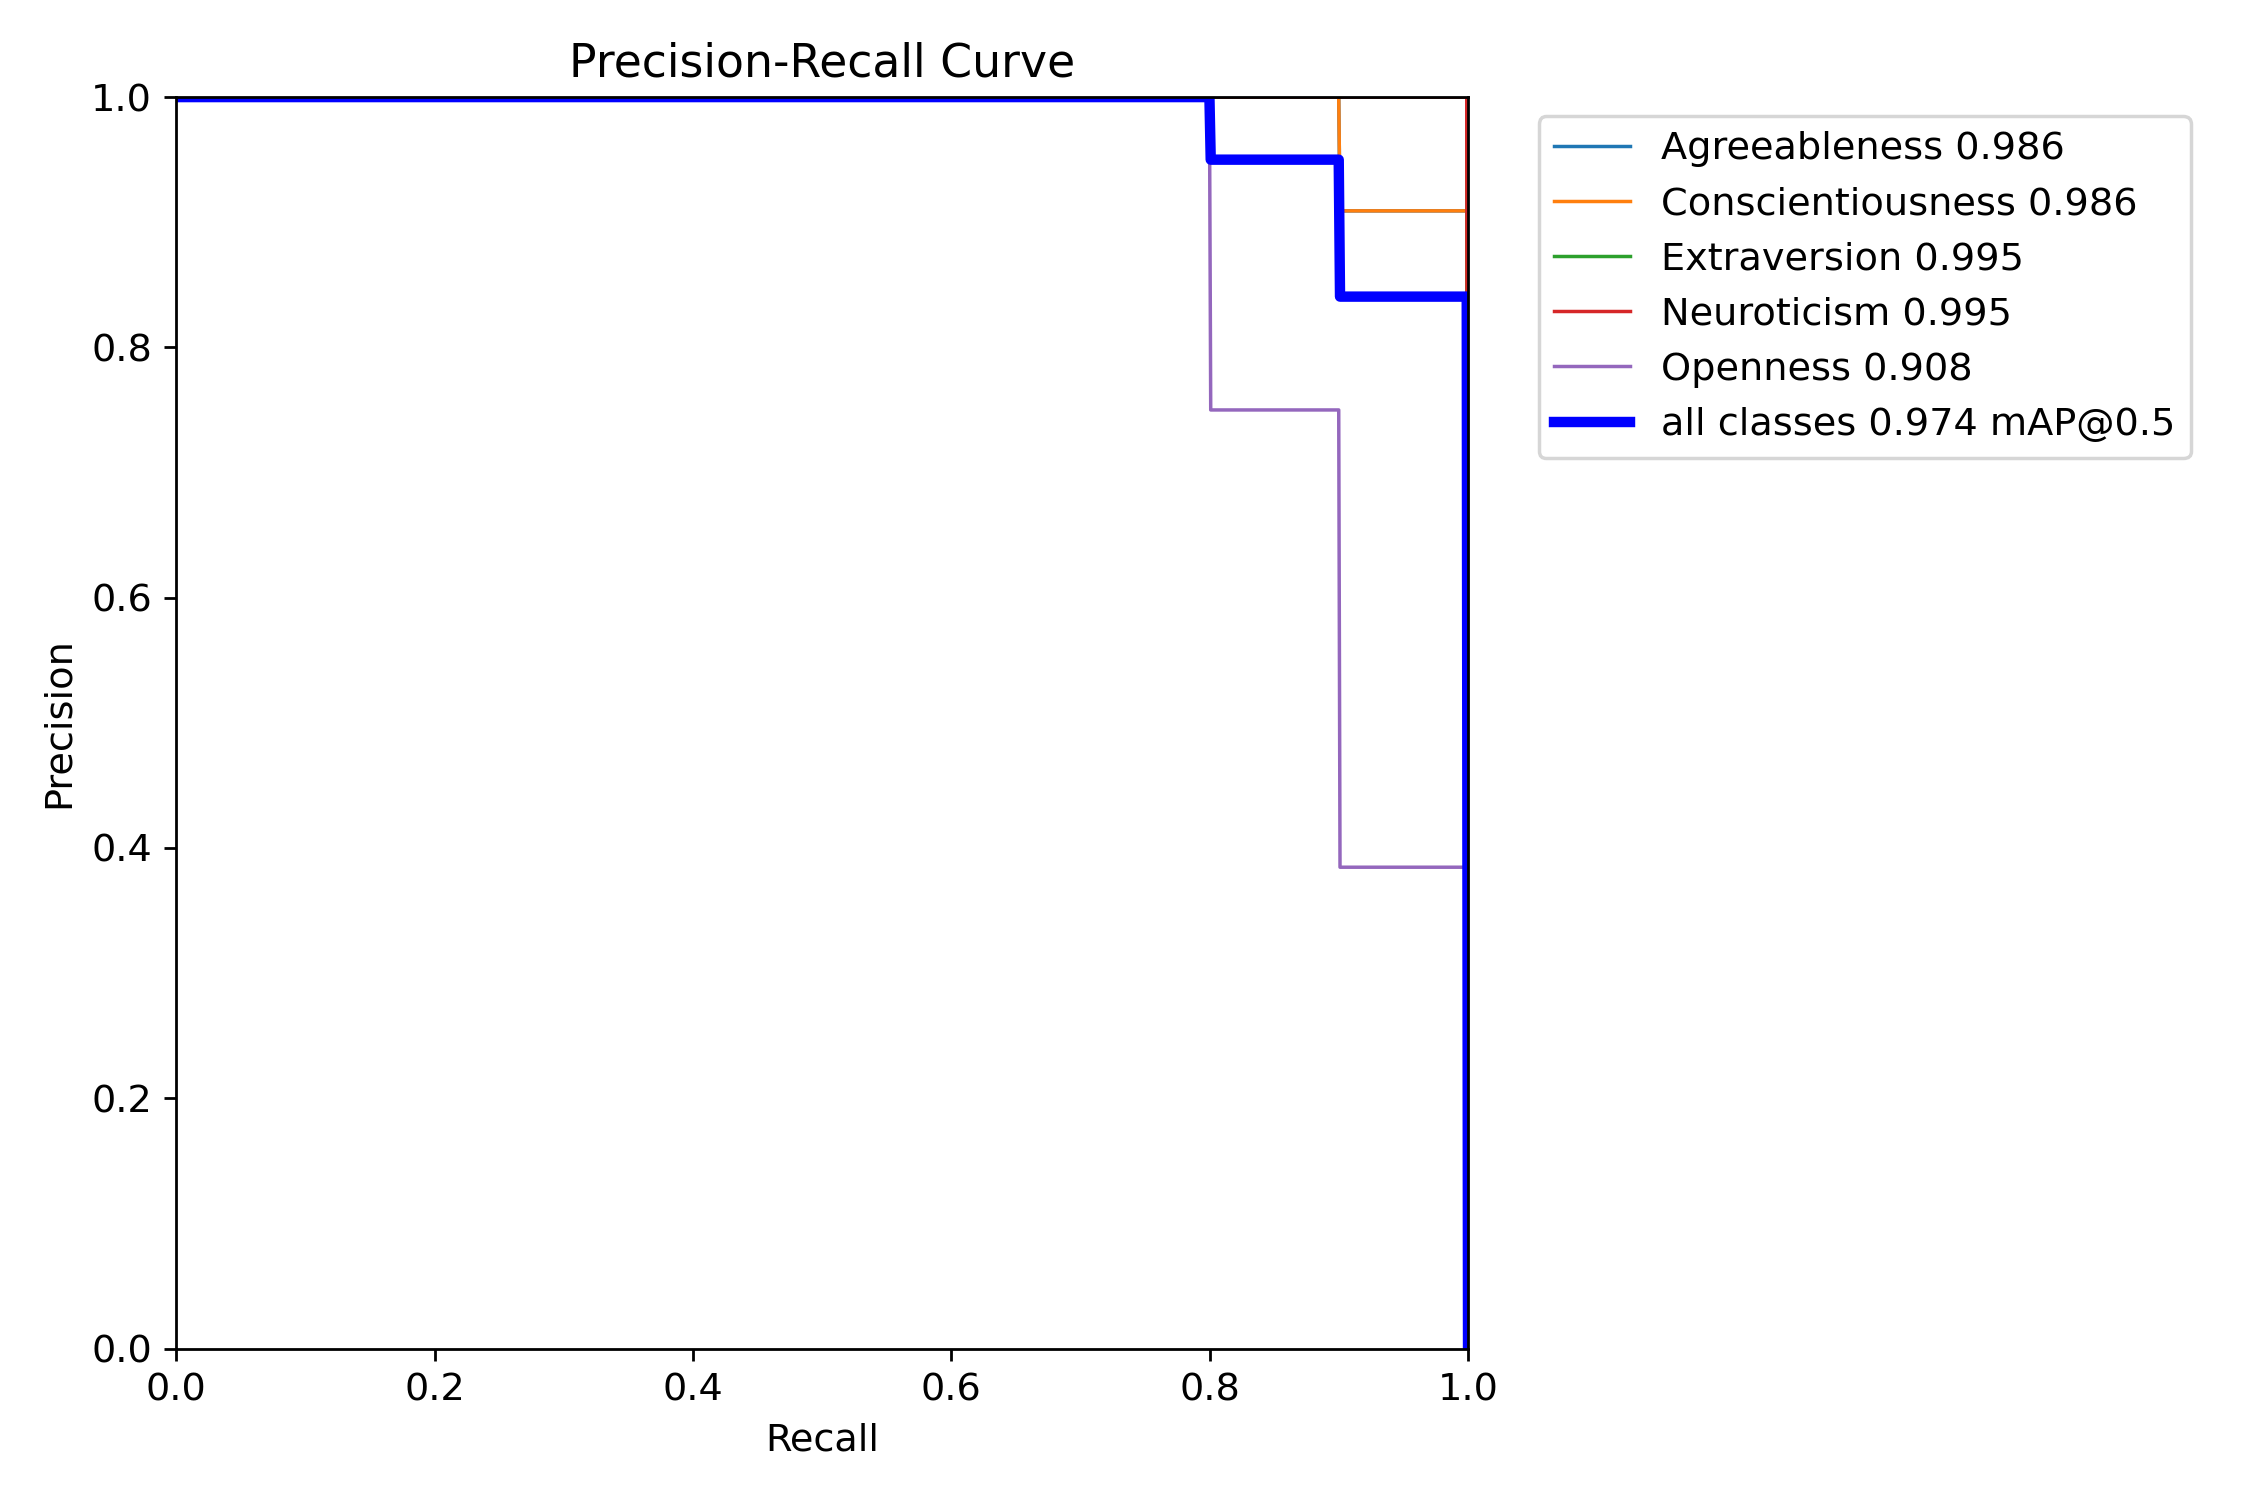 Precision-Recall Curve
1.0
0.8
0.6
0.4
0.2
0.0
Precision
0.0 0.2 0.4 0.6 0.8 1.0
Recall
Agreeableness 0.986
Conscientiousness 0.986
Extraversion 0.995
Neuroticism 0.995
Openness 0.908
all classes 0.974 mAP@0.5